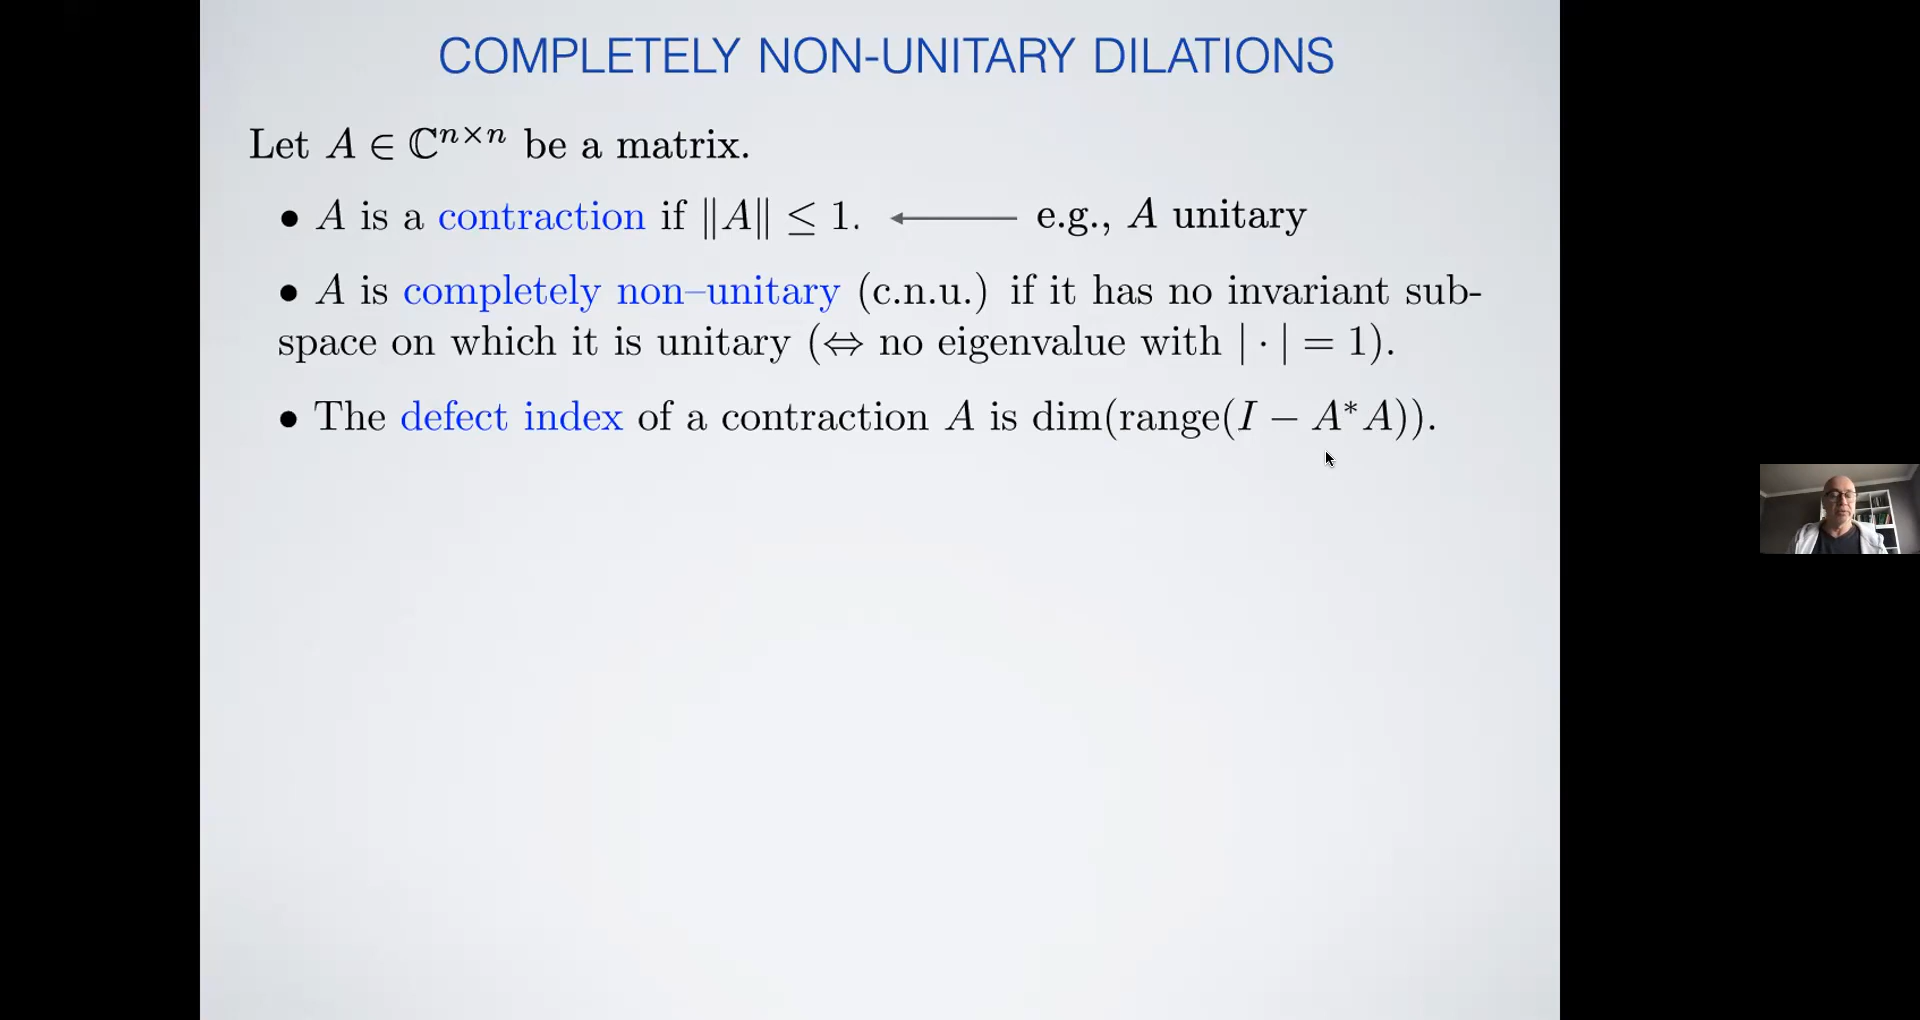 COMPLETELY NON-UNITARY DILATIONS
Let A ∈ ℂⁿˣⁿ be a matrix.
• A is a contraction if ‖A‖ ≤ 1. ← e.g., A unitary
• A is completely non–unitary (c.n.u.) if it has no invariant sub-
space on which it is unitary (⇔ no eigenvalue with | · | = 1).
• The defect index of a contraction A is dim(range(I − A*A)).